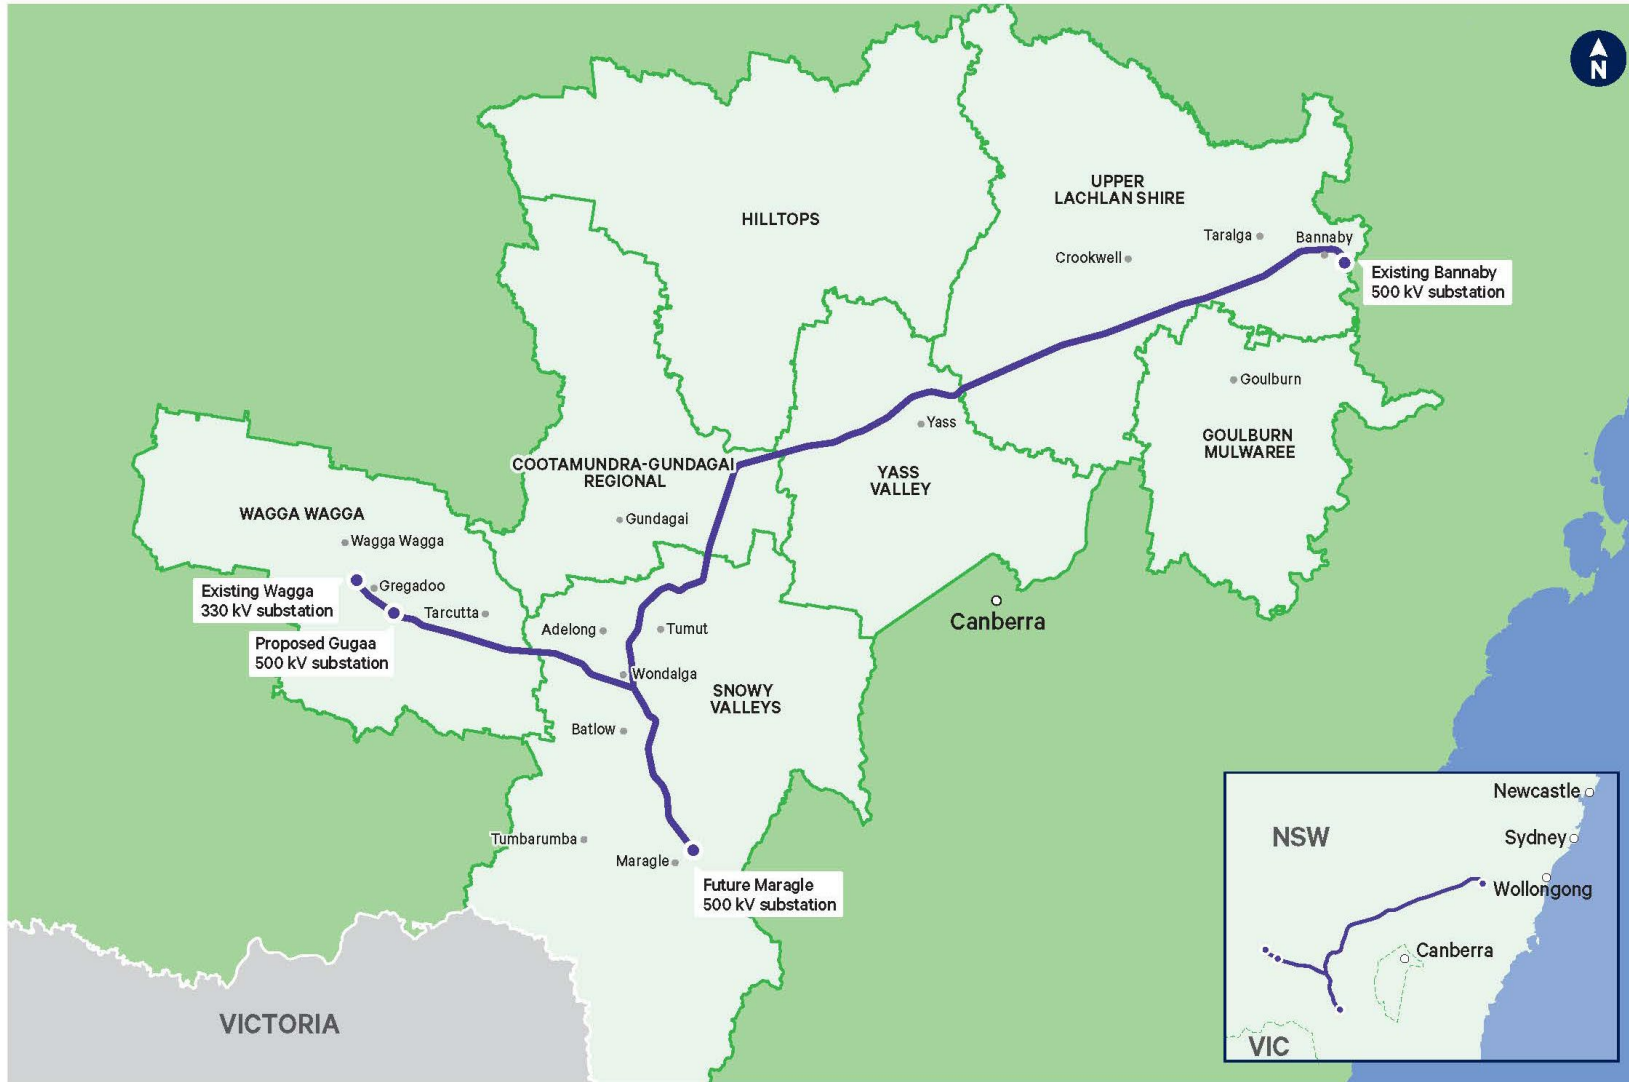 N
UPPER
LACHLAN SHIRE
HILLTOPS
Taralga
Bannaby
Crookwell
Existing Bannaby
500 kV substation
Goulburn
Yass
GOULBURN
MULWAREE
COOTAMUNDRA-GUNDAGAI
REGIONAL
YASS
VALLEY
WAGGA WAGGA
Gundagai
Wagga Wagga
Gregadoo
Existing Wagga
330 kV substation
Tarcutta
Proposed Gugaa
500 kV substation
Adelong
Tumut
Canberra
Wondalga
SNOWY
VALLEYS
Batlow
Tumbarumba
Maragle
Future Maragle
500 kV substation
VICTORIA
Newcastle
NSW
Sydney
Wollongong
Canberra
VIC